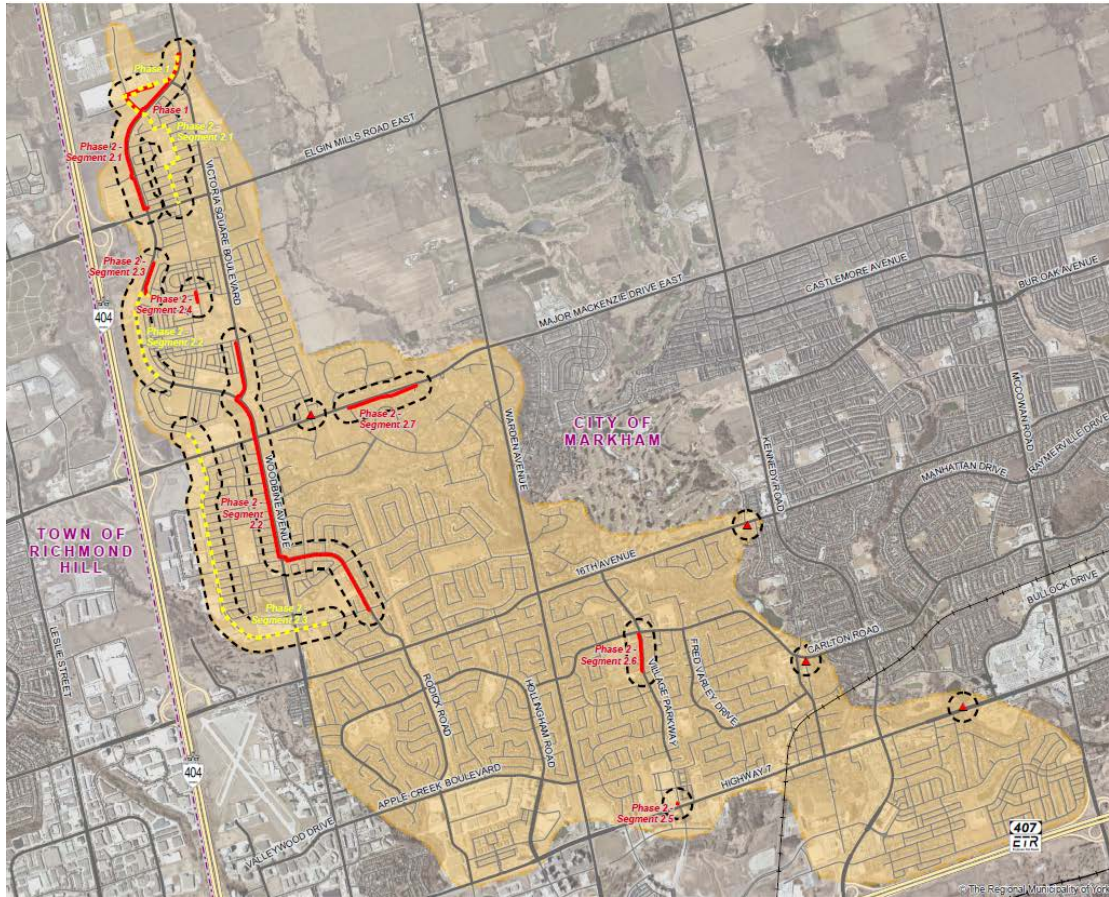 Phase 1
Phase 1
Phase 2 -
Segment 2.1
Phase 2 -
Segment 2.1
ELGIN MILLS ROAD EAST
VICTORIA SQUARE BOULEVARD
Phase 2 -
Segment 2.3
Phase 2 -
Segment 2.4
404
Phase 2
Segment 2.2
MAJOR MACKENZIE DRIVE EAST
CASTLEMORE AVENUE
BUR OAK AVENUE
Phase 2 -
Segment 2.7
WARDEN AVENUE
CITY OF
MARKHAM
KENNEDY ROAD
MCCOWAN ROAD
RAYMERVILLE DRIVE
MANHATTAN DRIVE
WOODBINE AVENUE
Phase 2 -
Segment
2.2
TOWN OF
RICHMOND
HILL
16TH AVENUE
BULLOCK DRIVE
Phase 2
Segment 2.3
LESLIE STREET
CARLTON ROAD
Phase 2 -
Segment 2.6
VILLAGE PARKWAY
FRED VARLEY DRIVE
RODICK ROAD
HOLLINGHAM ROAD
HIGHWAY 7
404
APPLE CREEK BOULEVARD
VALLEYWOOD DRIVE
Phase 2 -
Segment 2.5
407
ETR
© The Regional Municipality of York